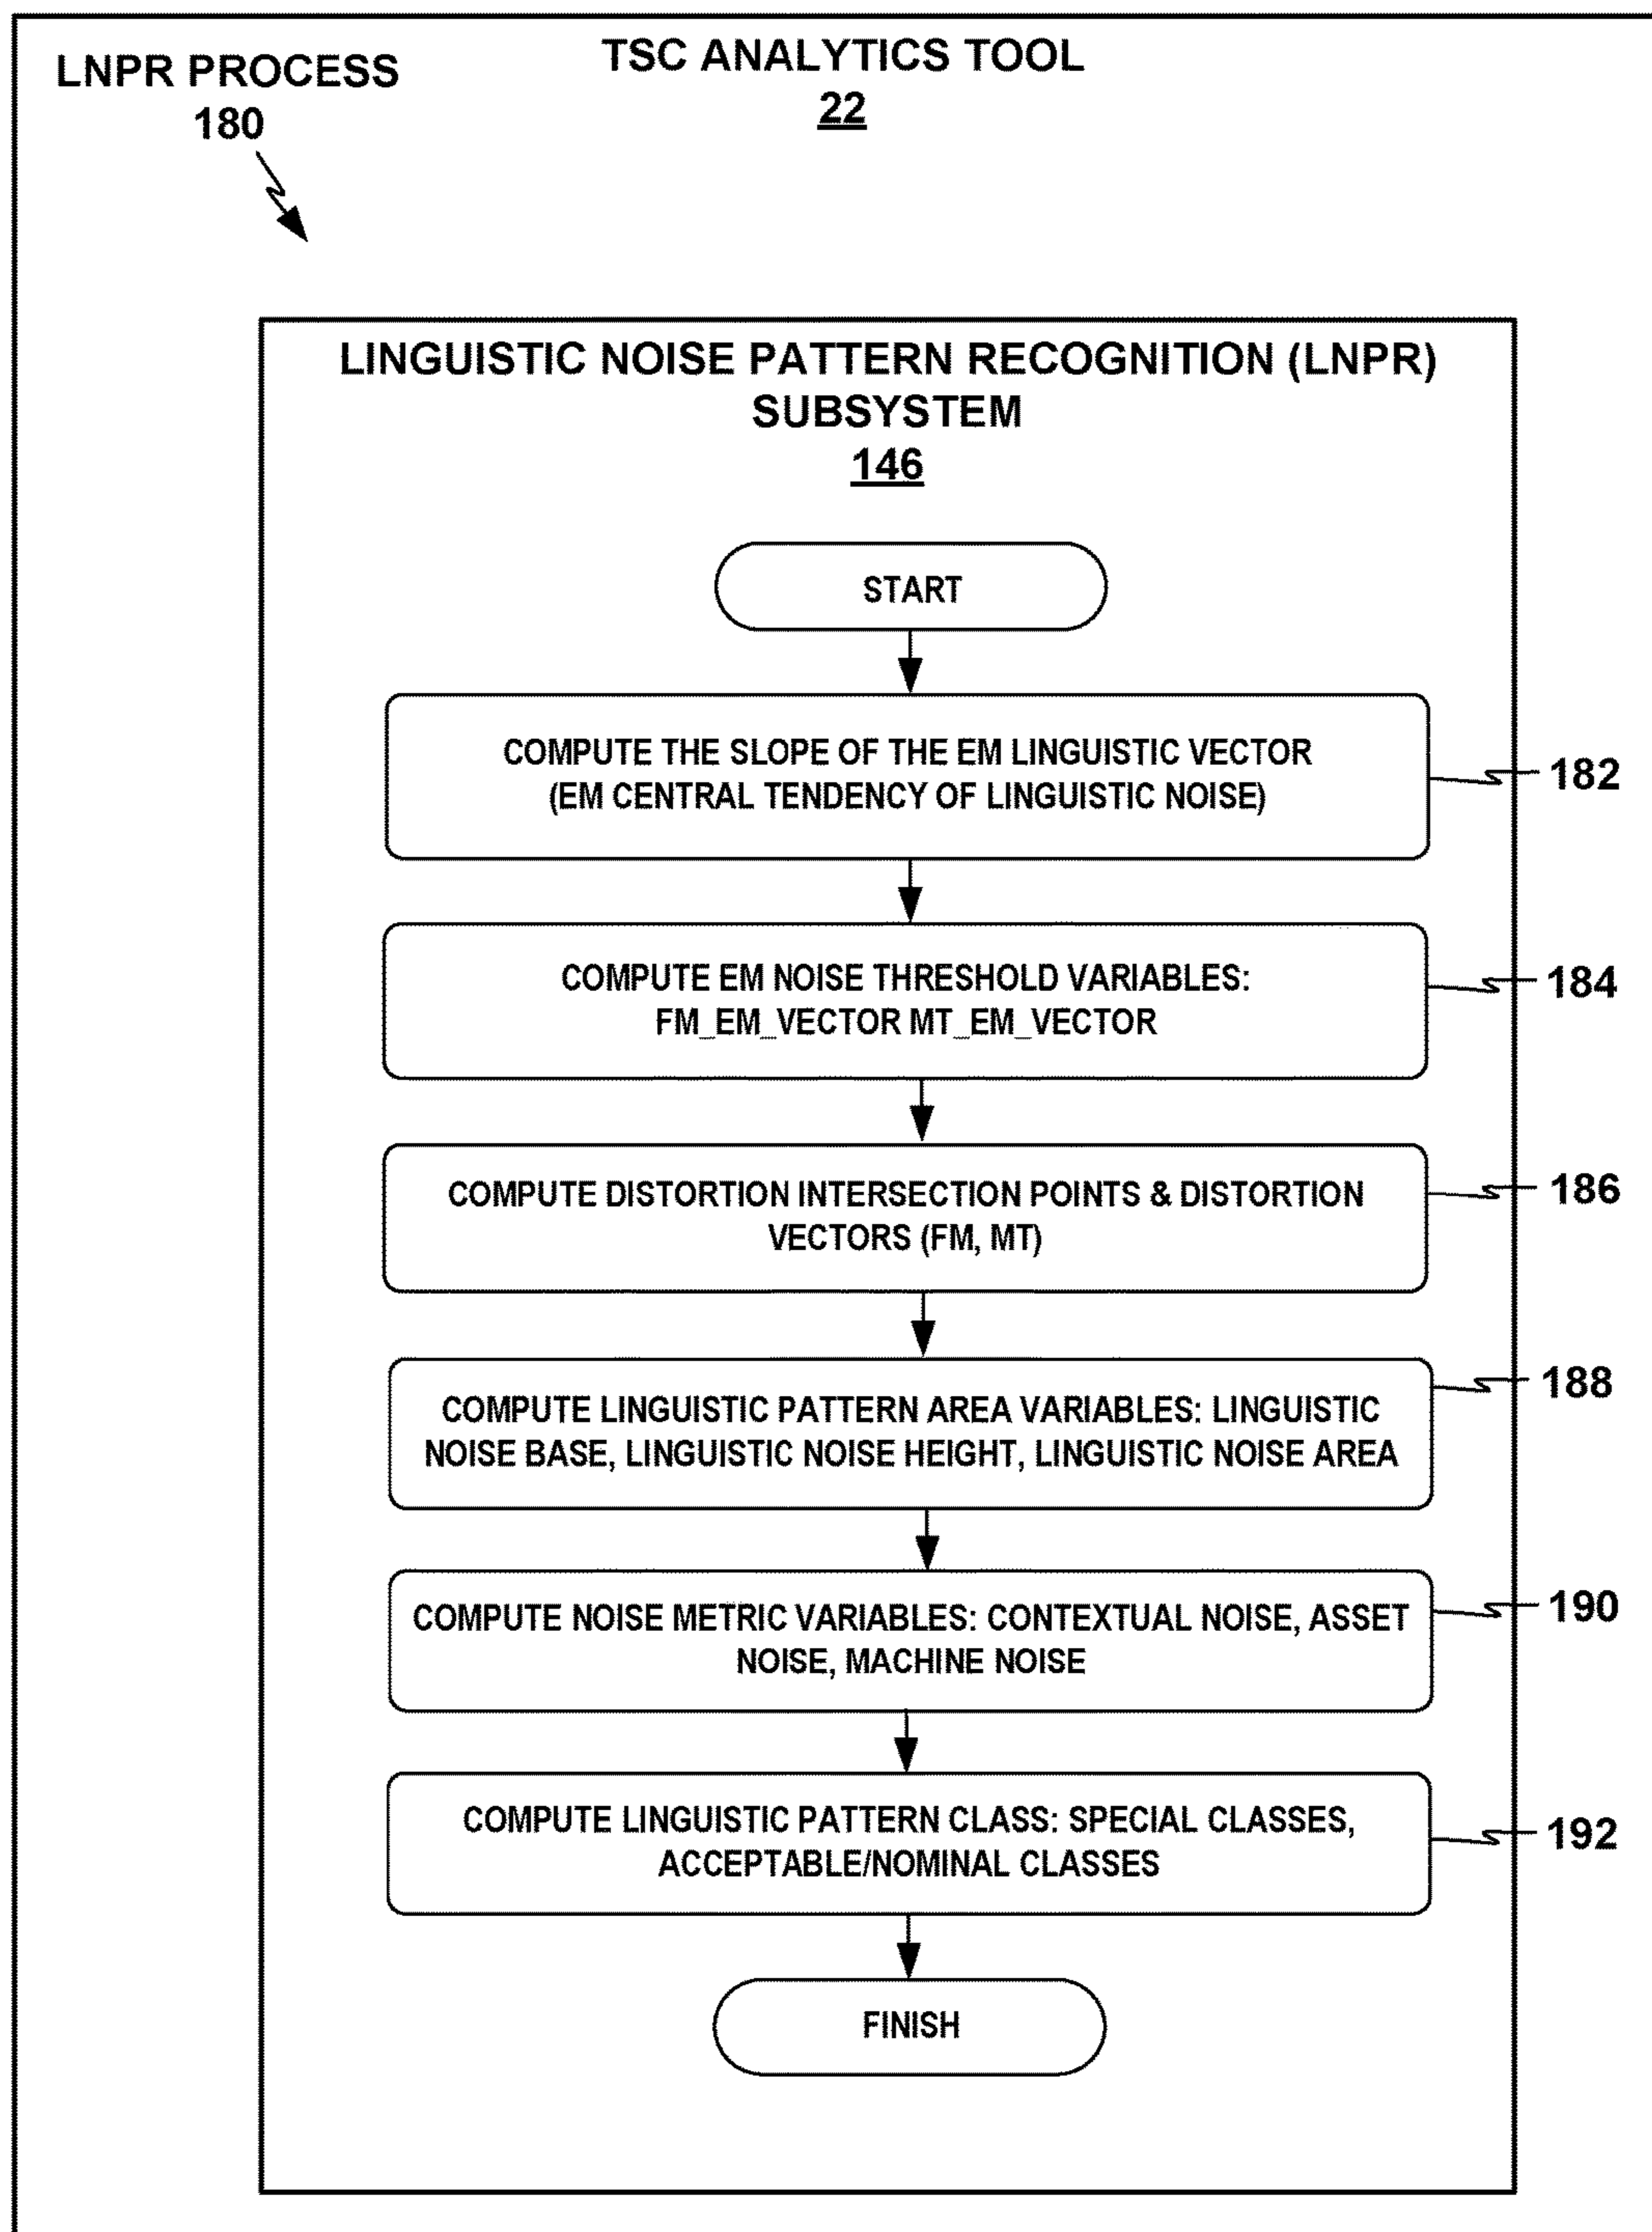 LNPR PROCESS
180
TSC ANALYTICS TOOL
22
LINGUISTIC NOISE PATTERN RECOGNITION (LNPR)
SUBSYSTEM
146
START
COMPUTE THE SLOPE OF THE EM LINGUISTIC VECTOR
(EM CENTRAL TENDENCY OF LINGUISTIC NOISE)
182
COMPUTE EM NOISE THRESHOLD VARIABLES:
FM_EM_VECTOR MT_EM_VECTOR
184
COMPUTE DISTORTION INTERSECTION POINTS & DISTORTION
VECTORS (FM, MT)
186
COMPUTE LINGUISTIC PATTERN AREA VARIABLES: LINGUISTIC
NOISE BASE, LINGUISTIC NOISE HEIGHT, LINGUISTIC NOISE AREA
188
COMPUTE NOISE METRIC VARIABLES: CONTEXTUAL NOISE, ASSET
NOISE, MACHINE NOISE
190
COMPUTE LINGUISTIC PATTERN CLASS: SPECIAL CLASSES,
ACCEPTABLE/NOMINAL CLASSES
192
FINISH